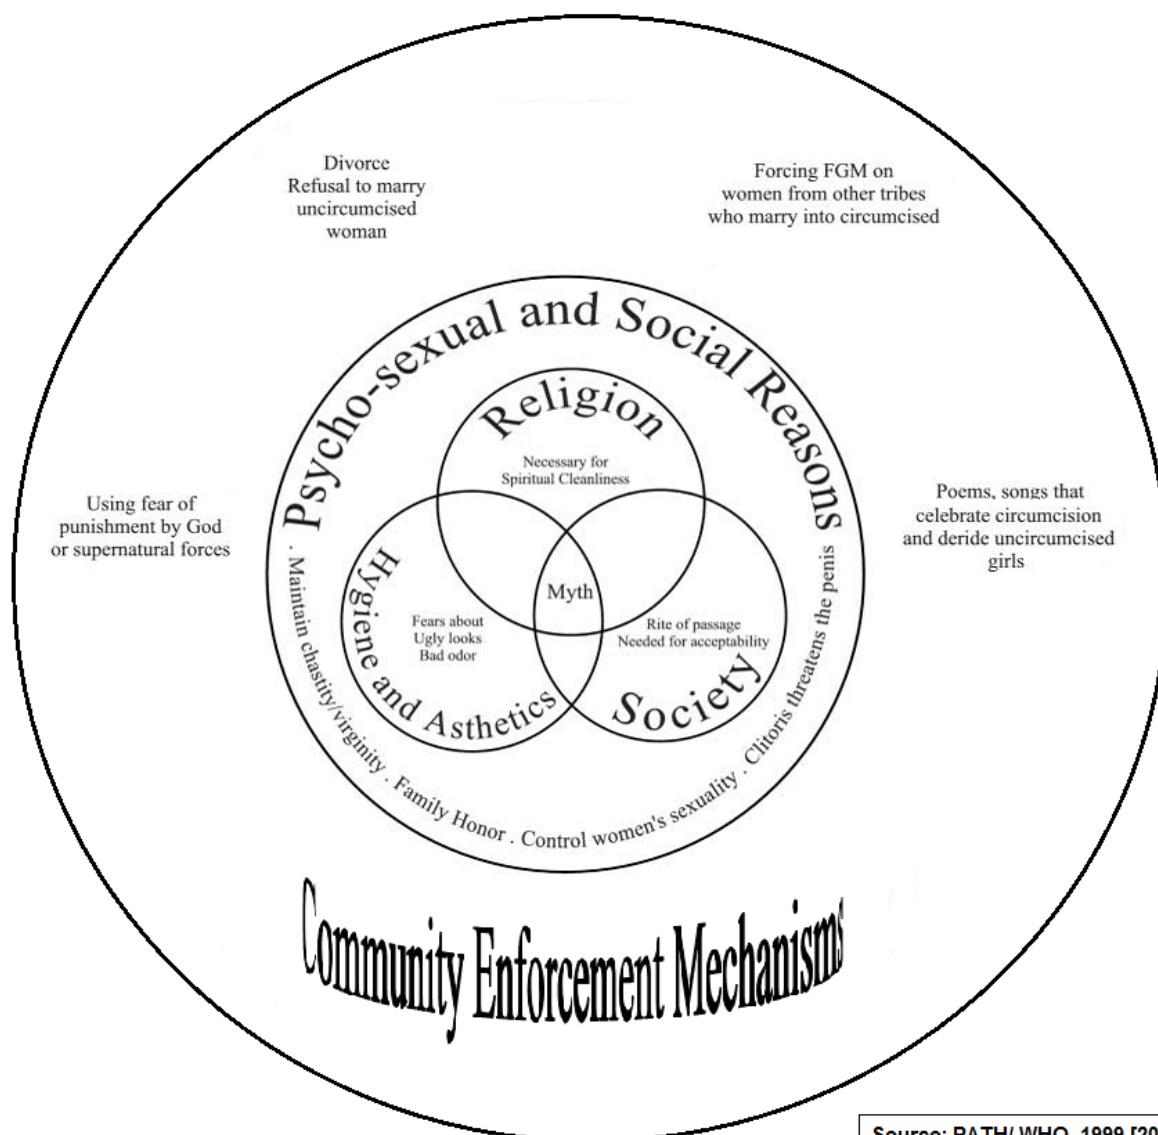 Divorce
Refusal to marry
uncircumcised
woman
Forcing FGM on
women from other tribes
who marry into circumcised
Psycho-sexual and Social Reasons
Religion
Necessary for
Spiritual Cleanliness
Using fear of
punishment by God
or supernatural forces
Poems, songs that
celebrate circumcision
and deride uncircumcised
girls
Myth
Hygiene and Asthetics
Fears about
Ugly looks
Bad odor
Rite of passage
Needed for acceptability
Society
. Maintain chastity/virginity . Family Honor . Control women's sexuality . Clitoris threatens the penis
Community Enforcement Mechanisms
Source: PATH/ WHO, 1999 [20